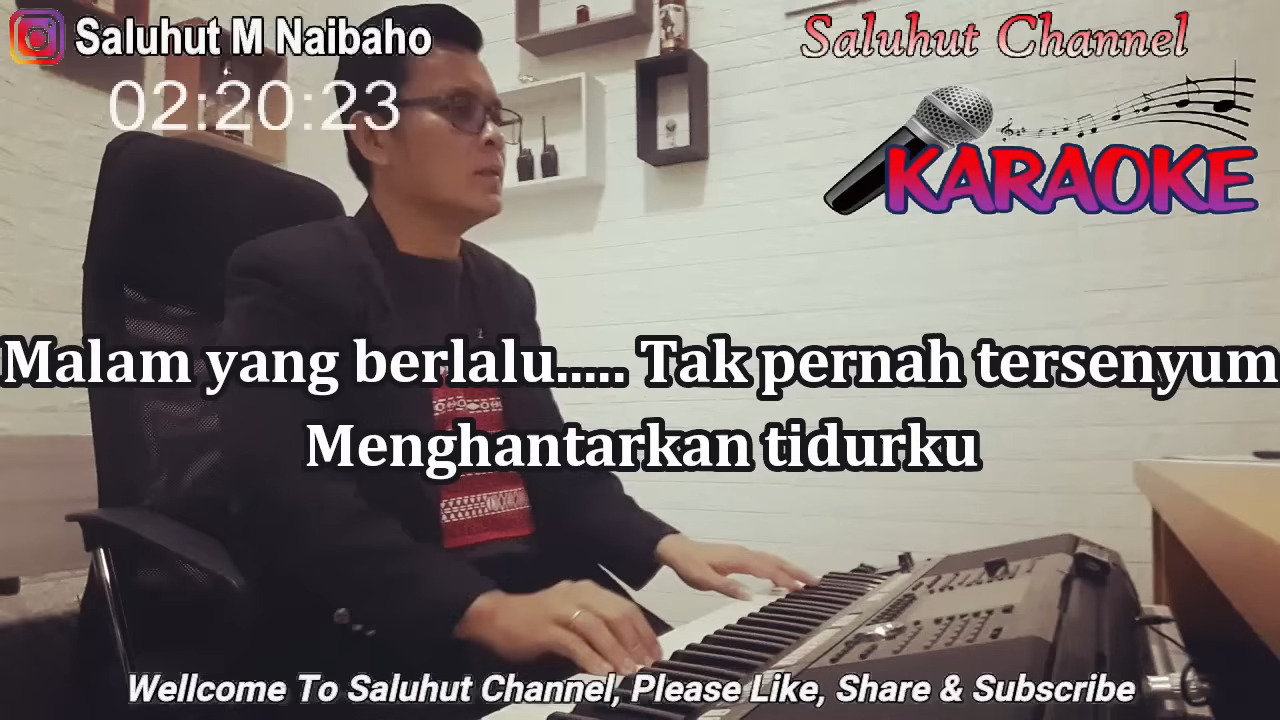 Saluhut M Naibaho
Saluhut Channel
02:20:23
KARAOKE
Malam yang berlalu..... Tak pernah tersenyum
Menghantarkan tidurku
Wellcome To Saluhut Channel, Please Like, Share & Subscribe